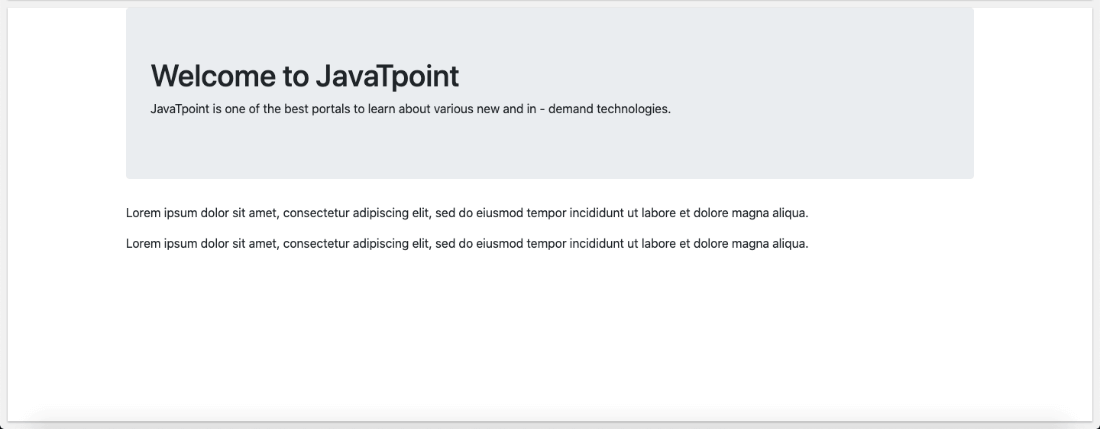 Welcome to JavaTpoint
JavaTpoint is one of the best portals to learn about various new and in - demand technologies.
Lorem ipsum dolor sit amet, consectetur adipiscing elit, sed do eiusmod tempor incididunt ut labore et dolore magna aliqua.
Lorem ipsum dolor sit amet, consectetur adipiscing elit, sed do eiusmod tempor incididunt ut labore et dolore magna aliqua.